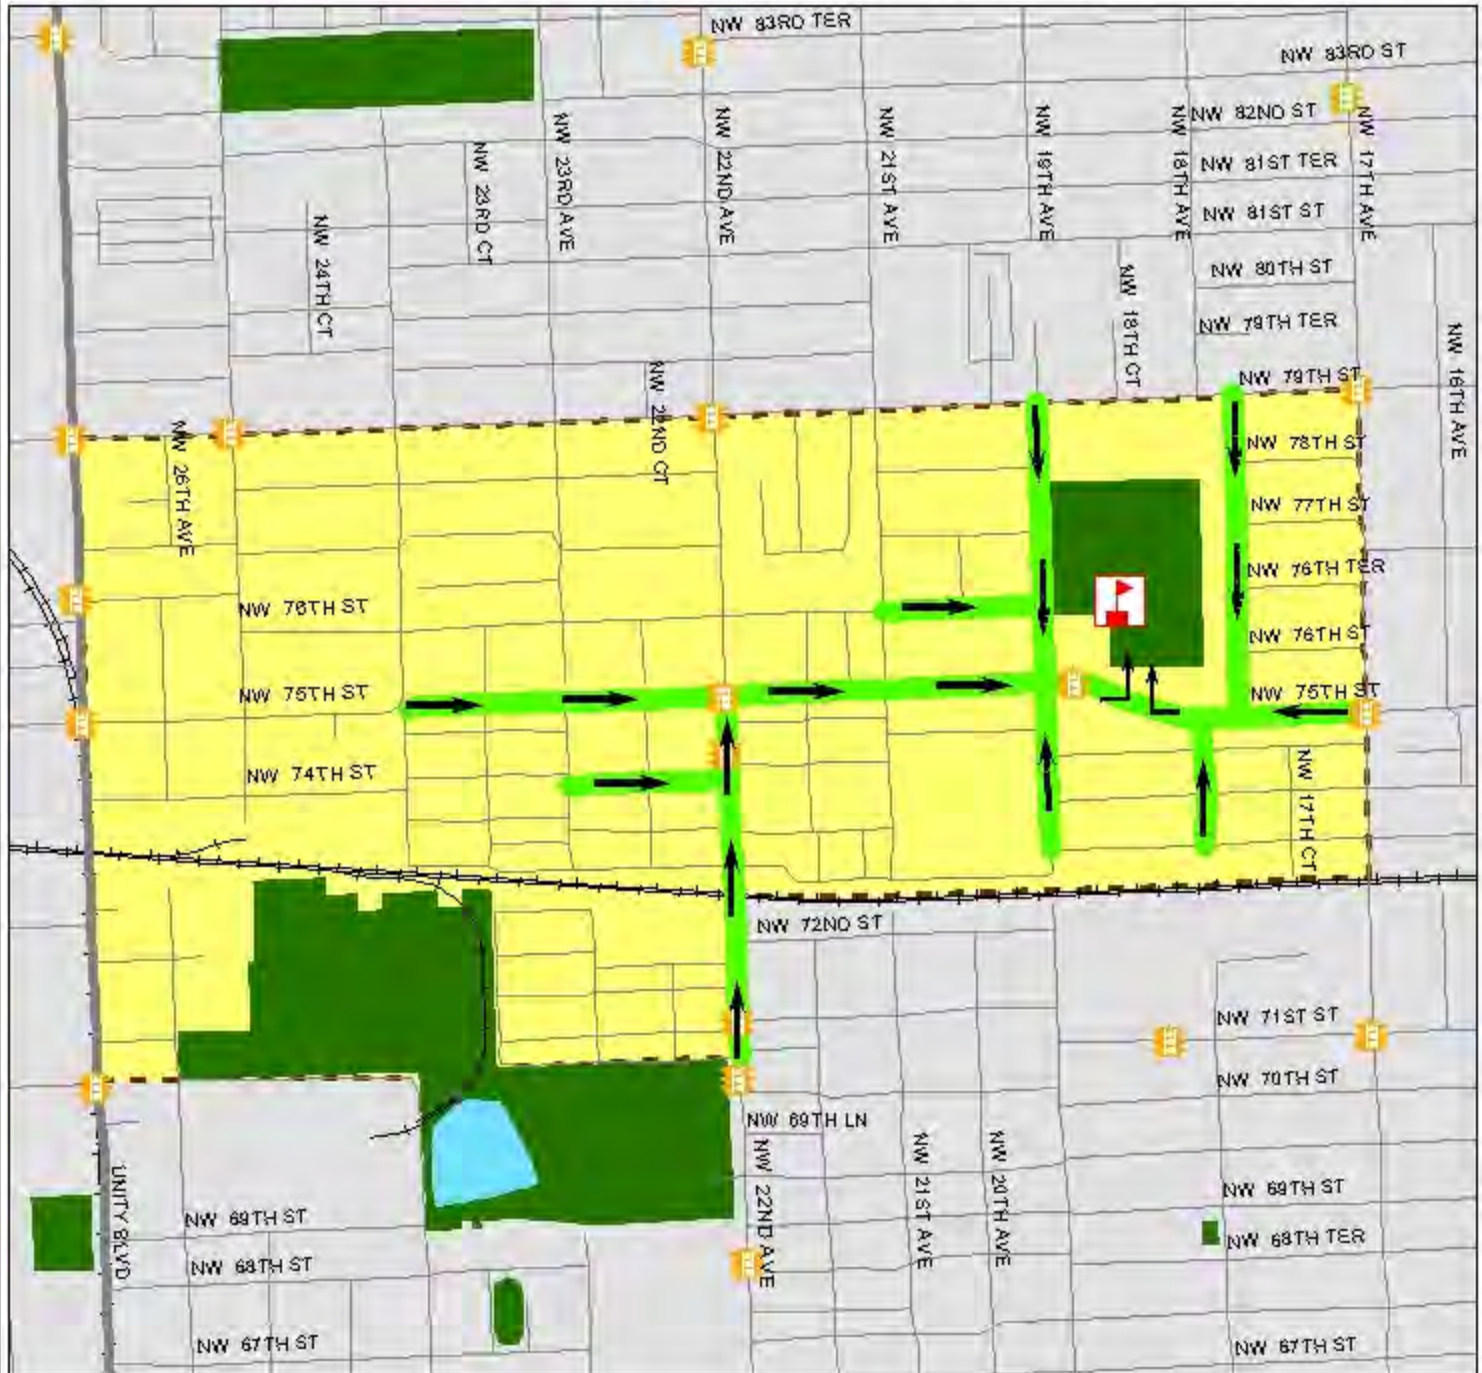 NW 83RD TER
NW 83RD ST
NW 82ND ST
NW 81ST TER
NW 81ST ST
NW 80TH ST
NW 79TH TER
NW 79TH ST
NW 24TH CT
NW 23RD CT
NW 23RD AVE
NW 22ND AVE
NW 21ST AVE
NW 19TH AVE
NW 18TH AVE
NW 17TH AVE
NW 18TH CT
NW 16TH AVE
NW 22ND CT
NW 26TH AVE
NW 78TH ST
NW 77TH ST
NW 76TH TER
NW 76TH ST
NW 75TH ST
NW 76TH ST
NW 75TH ST
NW 74TH ST
NW 17TH CT
NW 72ND ST
NW 71ST ST
NW 70TH ST
NW 69TH LN
NW 22ND AVE
NW 21ST AVE
NW 20TH AVE
UNITY BLVD
NW 69TH ST
NW 68TH ST
NW 67TH ST
NW 69TH ST
NW 68TH TER
NW 67TH ST